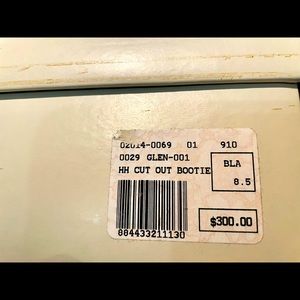 02014-0069 01 910
0029 GLEN-001 BLA
HH CUT OUT BOOTIE 8.5
$300.00
884433211130